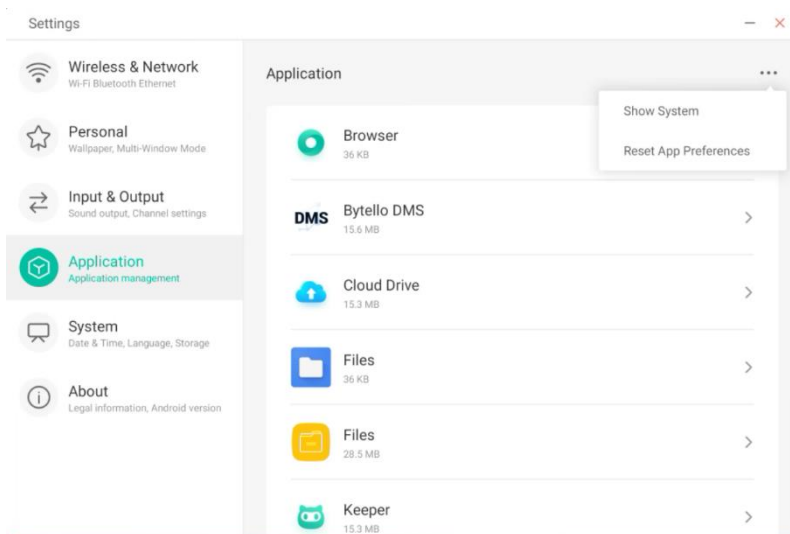 Settings
Wireless & Network
Wi-Fi Bluetooth Ethernet
Personal
Wallpaper, Multi-Window Mode
Input & Output
Sound output, Channel settings
Application
Application management
System
Date & Time, Language, Storage
About
Legal information, Android version
Application
Show System
Reset App Preferences
Browser
36 KB
DMS
Bytello DMS
15.6 MB
Cloud Drive
15.3 MB
Files
36 KB
Files
28.5 MB
Keeper
15.3 MB